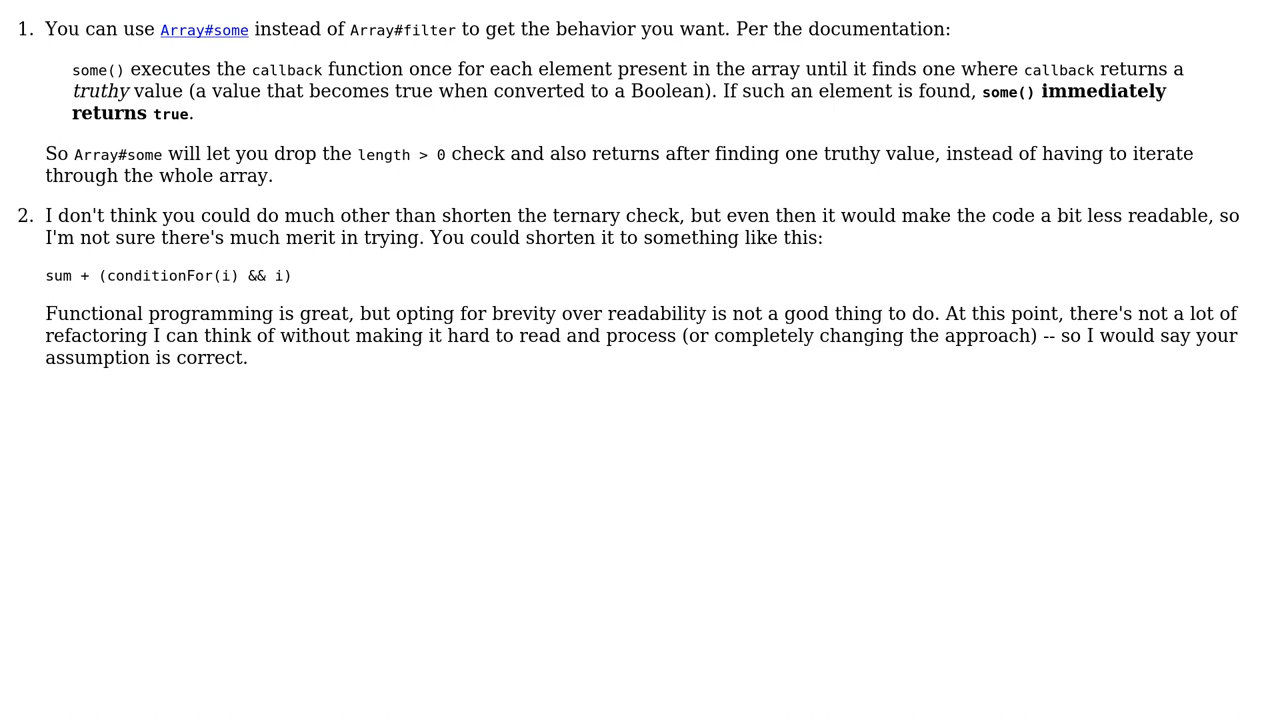 1. You can use Array#some instead of Array#filter to get the behavior you want. Per the documentation:
some() executes the callback function once for each element present in the array until it finds one where callback returns a
truthy value (a value that becomes true when converted to a Boolean). If such an element is found, some() immediately
returns true.
So Array#some will let you drop the length > 0 check and also returns after finding one truthy value, instead of having to iterate
through the whole array.
2. I don't think you could do much other than shorten the ternary check, but even then it would make the code a bit less readable, so
I'm not sure there's much merit in trying. You could shorten it to something like this:
sum + (conditionFor(i) && i)
Functional programming is great, but opting for brevity over readability is not a good thing to do. At this point, there's not a lot of
refactoring I can think of without making it hard to read and process (or completely changing the approach) -- so I would say your
assumption is correct.